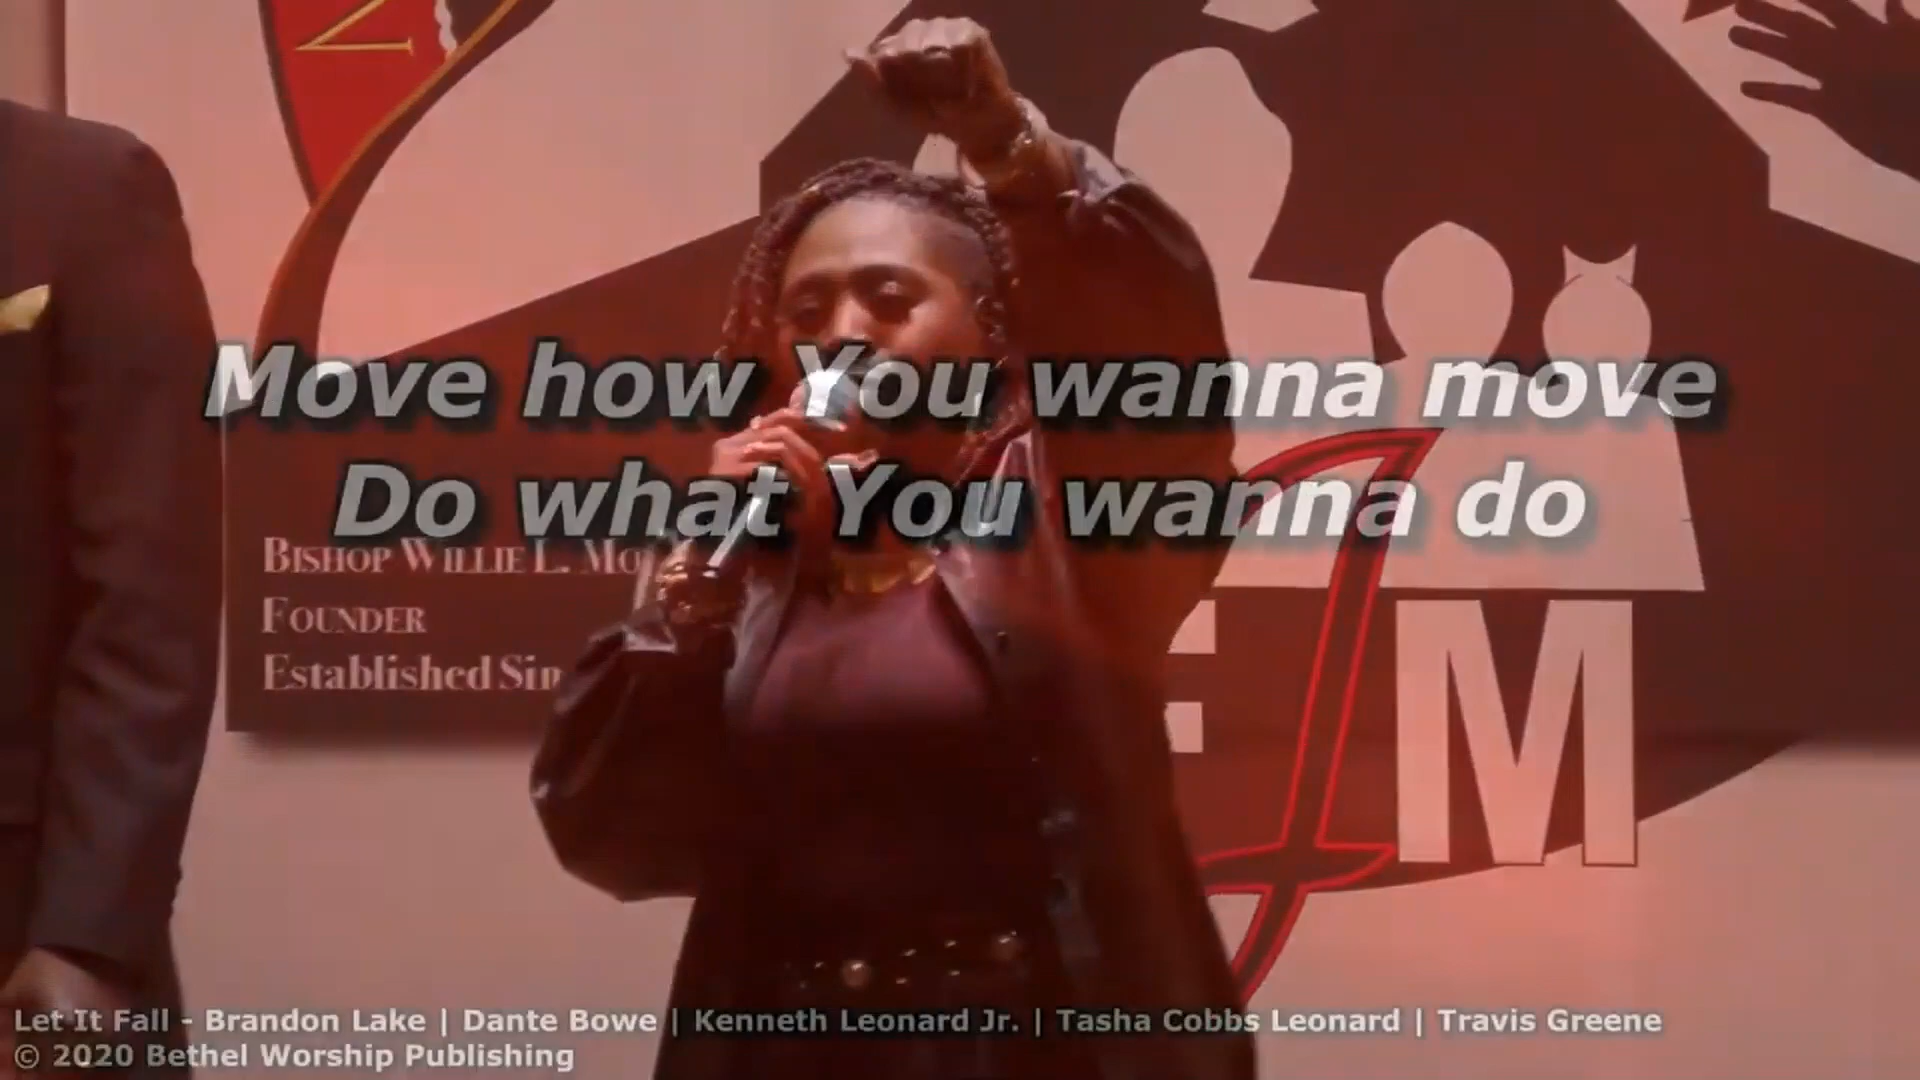 Move how You wanna move
Do what You wanna do
BISHOP WILLIE L.
FOUNDER
Established
M
Let It Fall - Brandon Lake | Dante Bowe | Kenneth Leonard Jr. | Tasha Cobbs Leonard | Travis Greene
© 2020 Bethel Worship Publishing